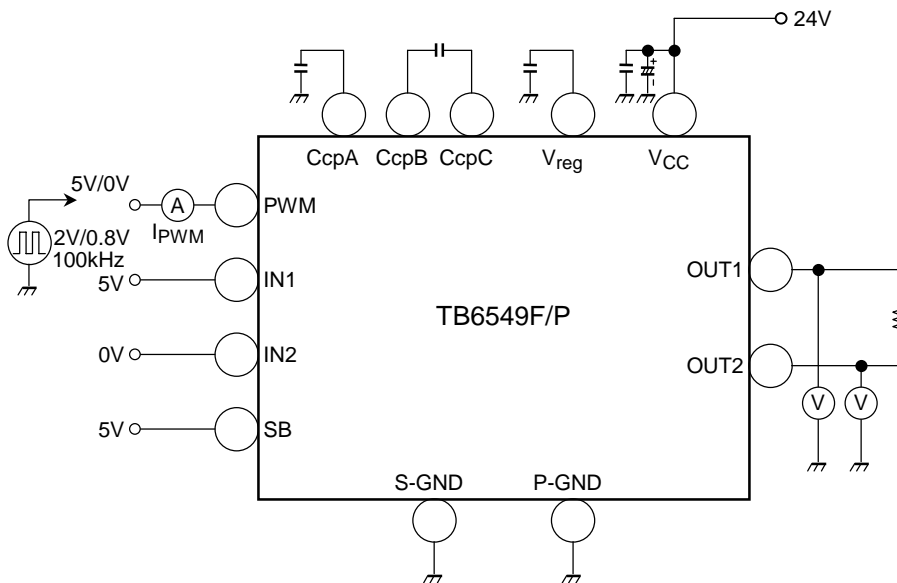 24V
CcpA CcpB CcpC Vreg VCC
5V/0V
A PWM
IPWM
2V/0.8V
100kHz
5V IN1 OUT1
TB6549F/P
0V IN2 OUT2
V V
5V SB
S-GND P-GND
+
−